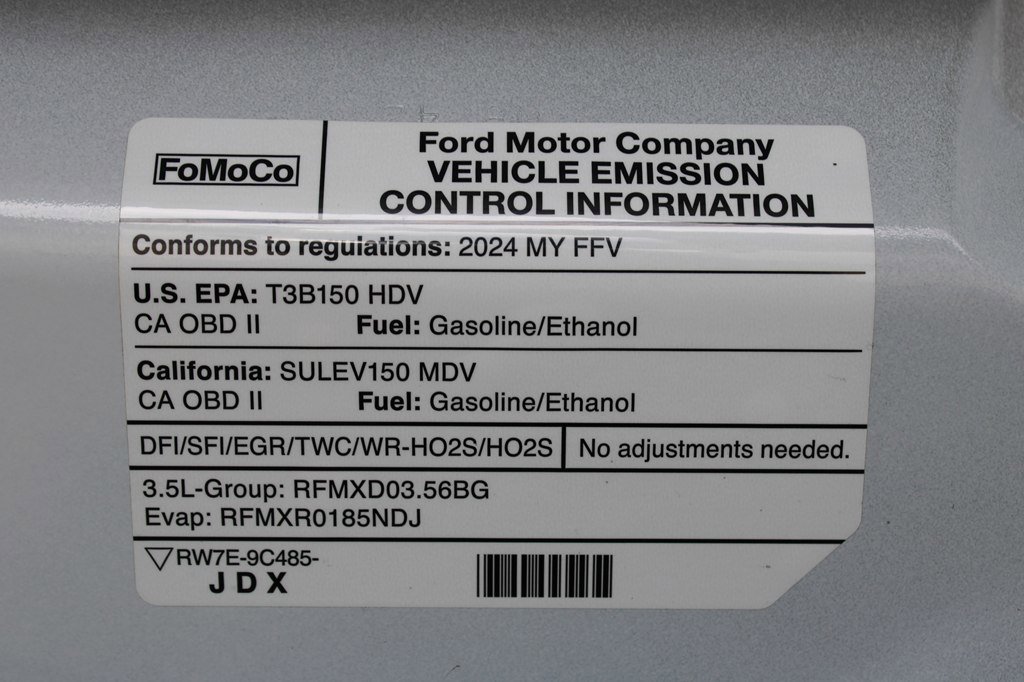 FoMoCo
Ford Motor Company
VEHICLE EMISSION
CONTROL INFORMATION
Conforms to regulations: 2024 MY FFV
U.S. EPA: T3B150 HDV
CA OBD II Fuel: Gasoline/Ethanol
California: SULEV150 MDV
CA OBD II Fuel: Gasoline/Ethanol
DFI/SFI/EGR/TWC/WR-HO2S/HO2S No adjustments needed.
3.5L-Group: RFMXD03.56BG
Evap: RFMXR0185NDJ
RW7E-9C485-
JDX